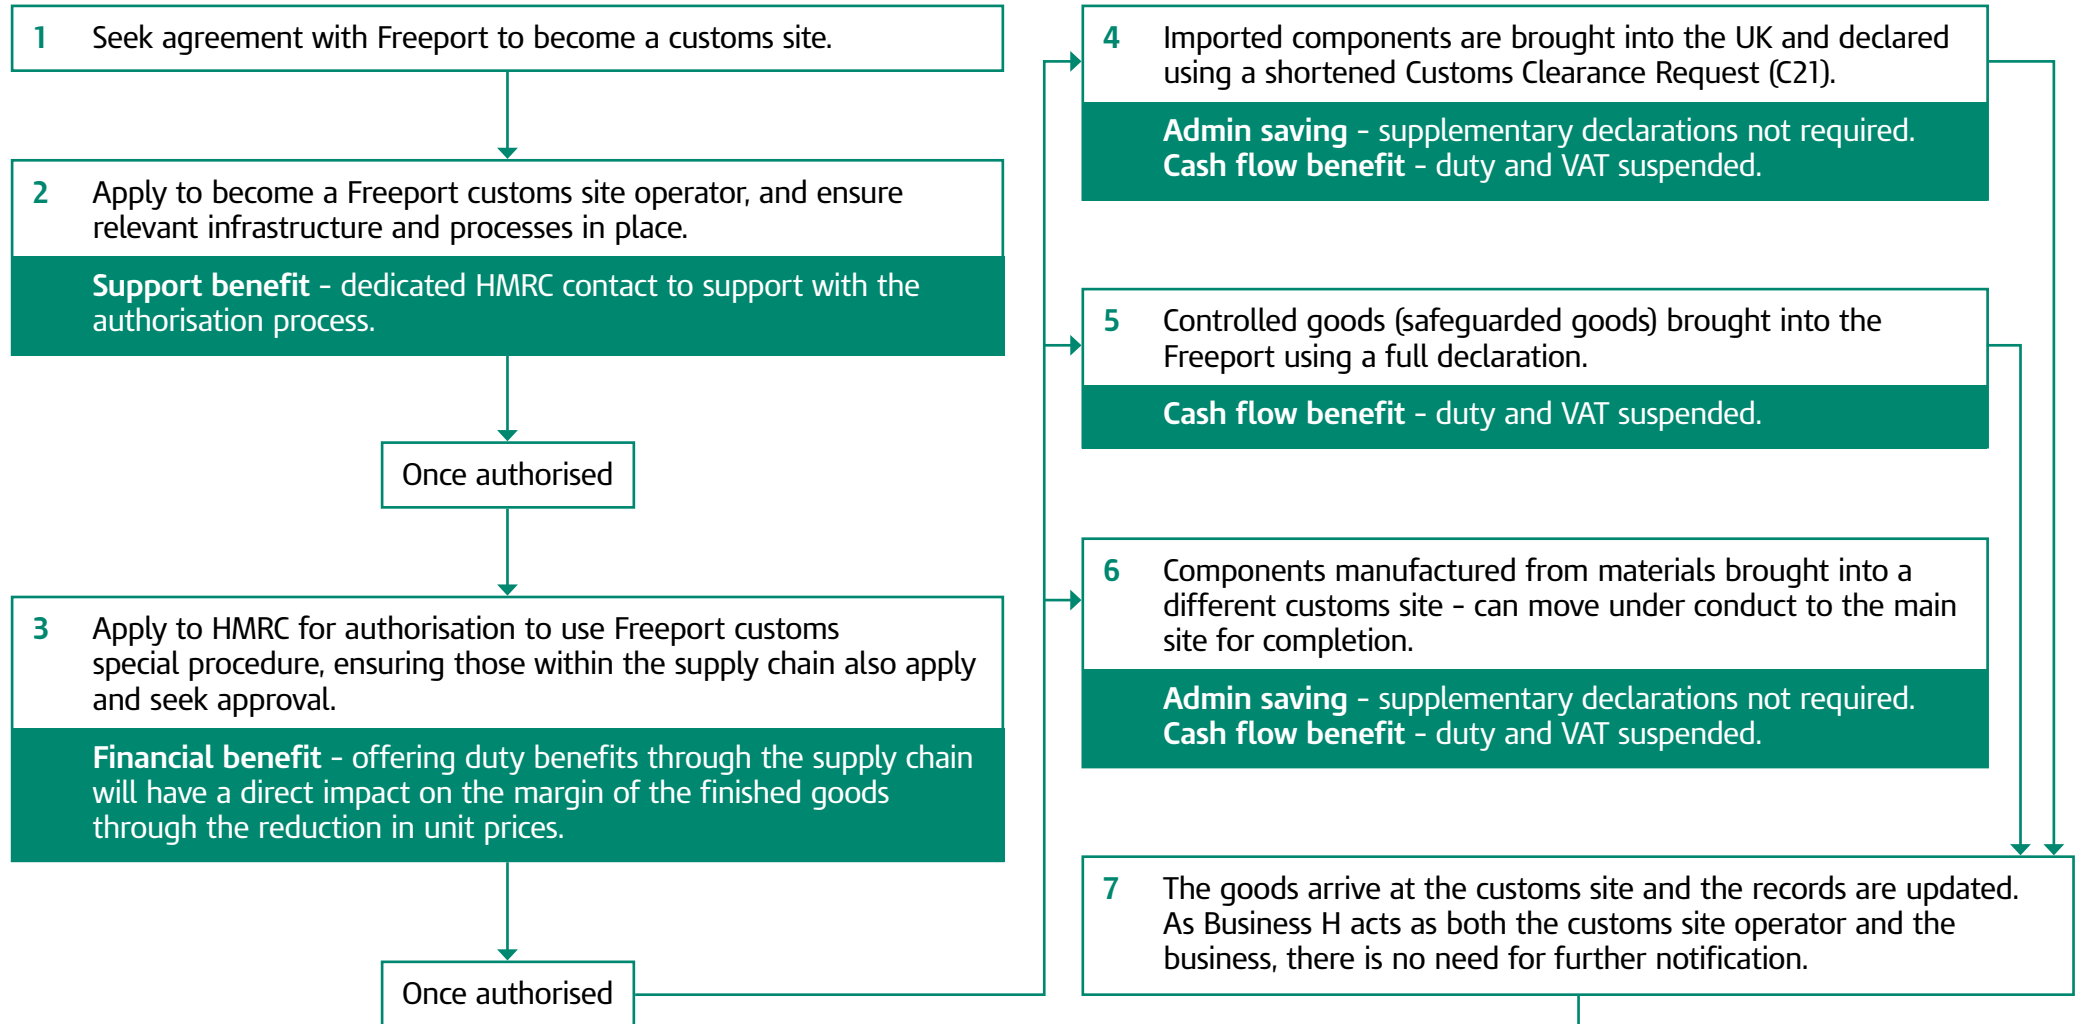 1 Seek agreement with Freeport to become a customs site.
2 Apply to become a Freeport customs site operator, and ensure
relevant infrastructure and processes in place.
Support benefit – dedicated HMRC contact to support with the
authorisation process.
Once authorised
3 Apply to HMRC for authorisation to use Freeport customs
special procedure, ensuring those within the supply chain also apply
and seek approval.
Financial benefit – offering duty benefits through the supply chain
will have a direct impact on the margin of the finished goods
through the reduction in unit prices.
Once authorised
4 Imported components are brought into the UK and declared
using a shortened Customs Clearance Request (C21).
Admin saving – supplementary declarations not required.
Cash flow benefit – duty and VAT suspended.
5 Controlled goods (safeguarded goods) brought into the
Freeport using a full declaration.
Cash flow benefit – duty and VAT suspended.
6 Components manufactured from materials brought into a
different customs site – can move under conduct to the main
site for completion.
Admin saving – supplementary declarations not required.
Cash flow benefit – duty and VAT suspended.
7 The goods arrive at the customs site and the records are updated.
As Business H acts as both the customs site operator and the
business, there is no need for further notification.